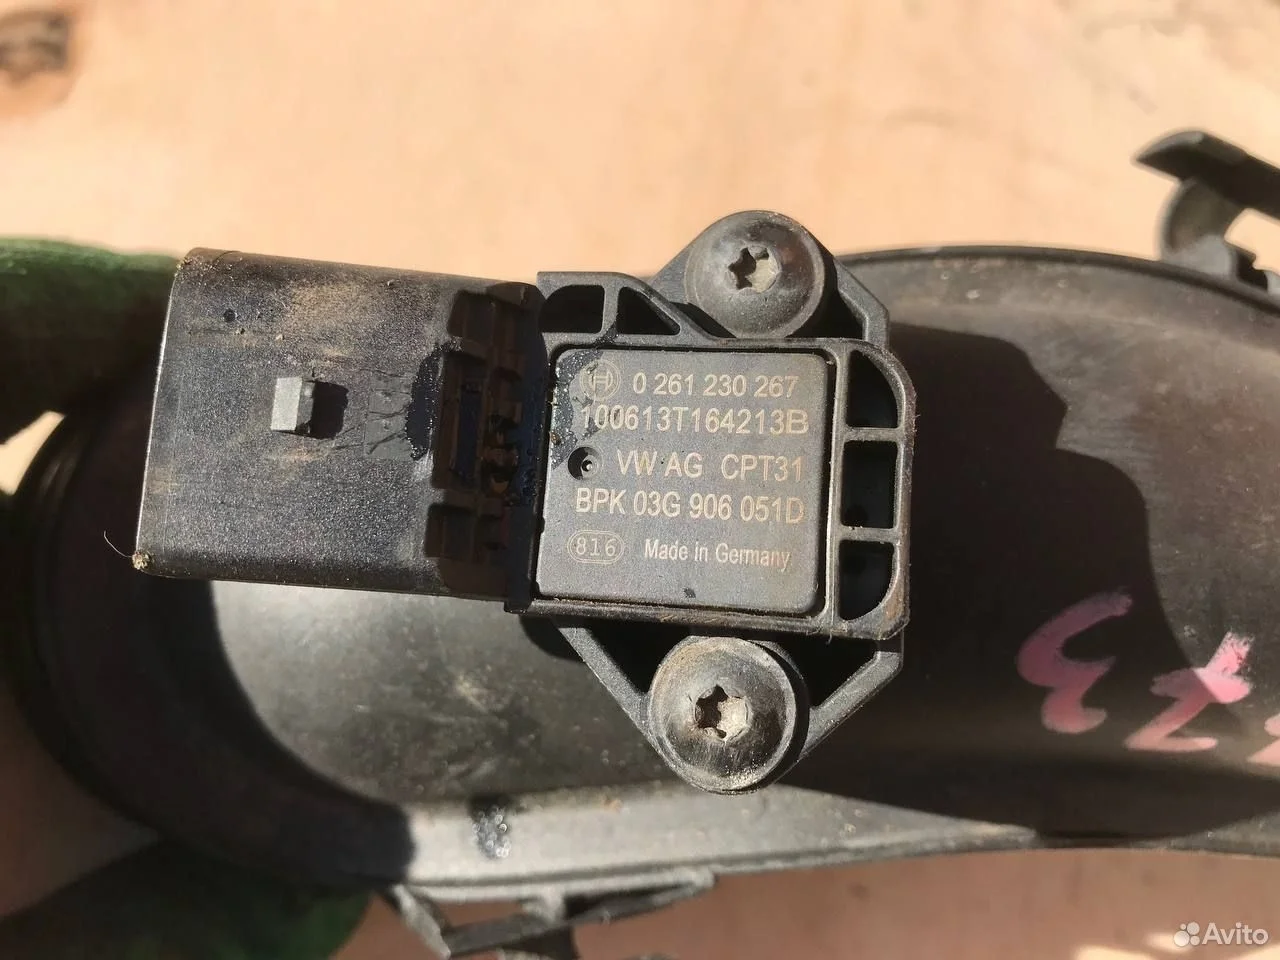 0 261 230 267
100613T164213B
VW AG CPT31
BPK 03G 906 051D
816 Made in Germany
Avito